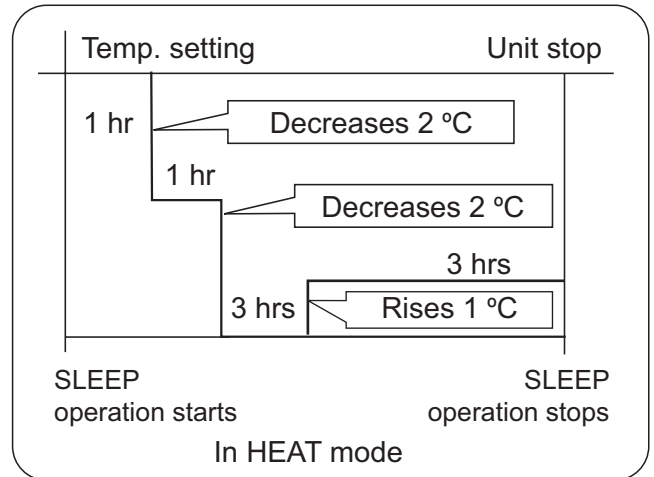 Temp. setting
Unit stop
1 hr
Decreases 2 ºC
1 hr
Decreases 2 ºC
3 hrs
3 hrs
Rises 1 ºC
SLEEP
operation starts
SLEEP
operation stops
In HEAT mode